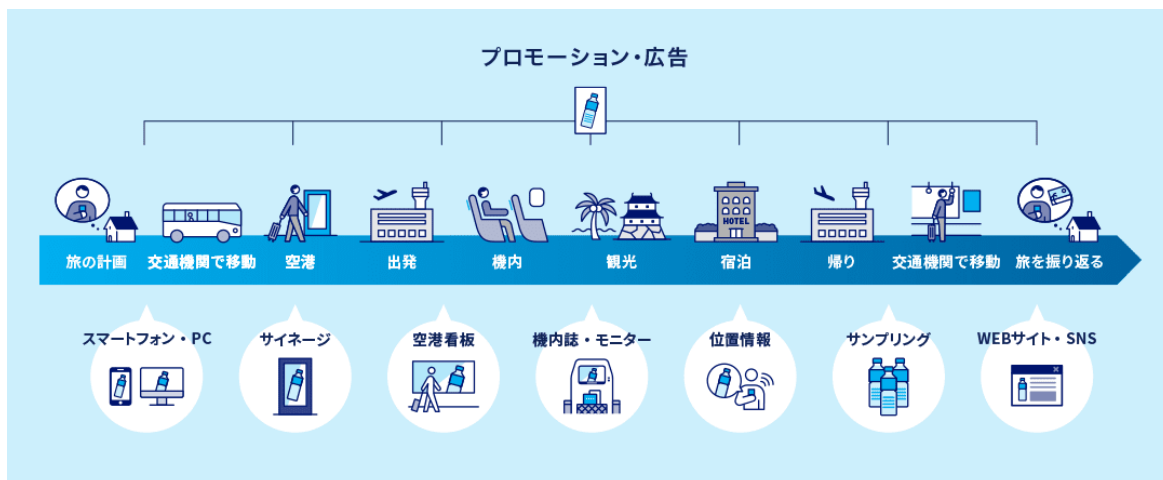 プロモーション・広告
HOTEL
旅の計画 交通機関で移動 空港 出発 機内 観光 宿泊 帰り 交通機関で移動 旅を振り返る
スマートフォン・PC サイネージ 空港看板 機内誌・モニター 位置情報 サンプリング WEBサイト・SNS